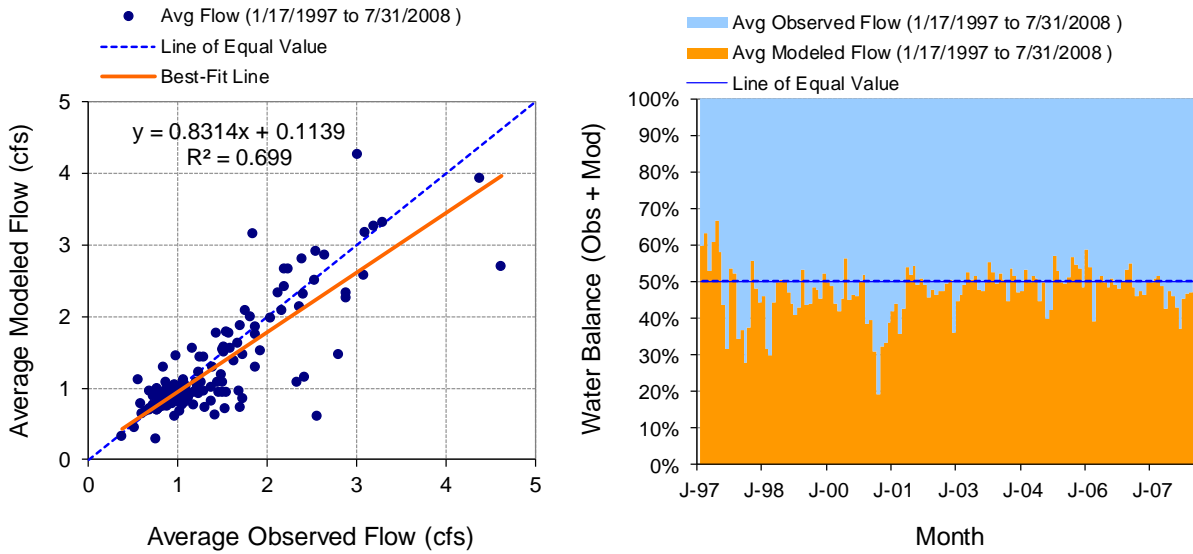 Avg Flow (1/17/1997 to 7/31/2008 )
Line of Equal Value
Best-Fit Line
y = 0.8314x + 0.1139
R² = 0.699
5
4
3
2
1
0
0 1 2 3 4 5
Average Modeled Flow (cfs)
Average Observed Flow (cfs)
Avg Observed Flow (1/17/1997 to 7/31/2008 )
Avg Modeled Flow (1/17/1997 to 7/31/2008 )
Line of Equal Value
100%
90%
80%
70%
60%
50%
40%
30%
20%
10%
0%
J-97 J-98 J-00 J-01 J-03 J-04 J-06 J-07
Water Balance (Obs + Mod)
Month